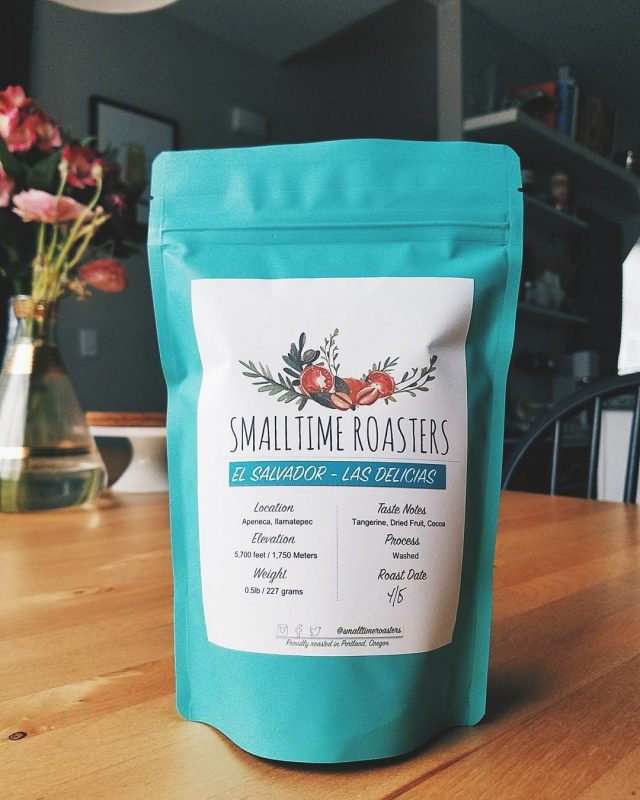 SMALLTIME ROASTERS
EL SALVADOR - LAS DELICIAS
Location
Apeneca, Ilamatepec
Elevation
5,700 feet / 1,750 Meters
Weight
0.5lb / 227 grams
Taste Notes
Tangerine, Dried Fruit, Cocoa
Process
Washed
Roast Date
4/5
@smalltimeroasters
Proudly roasted in Portland, Oregon